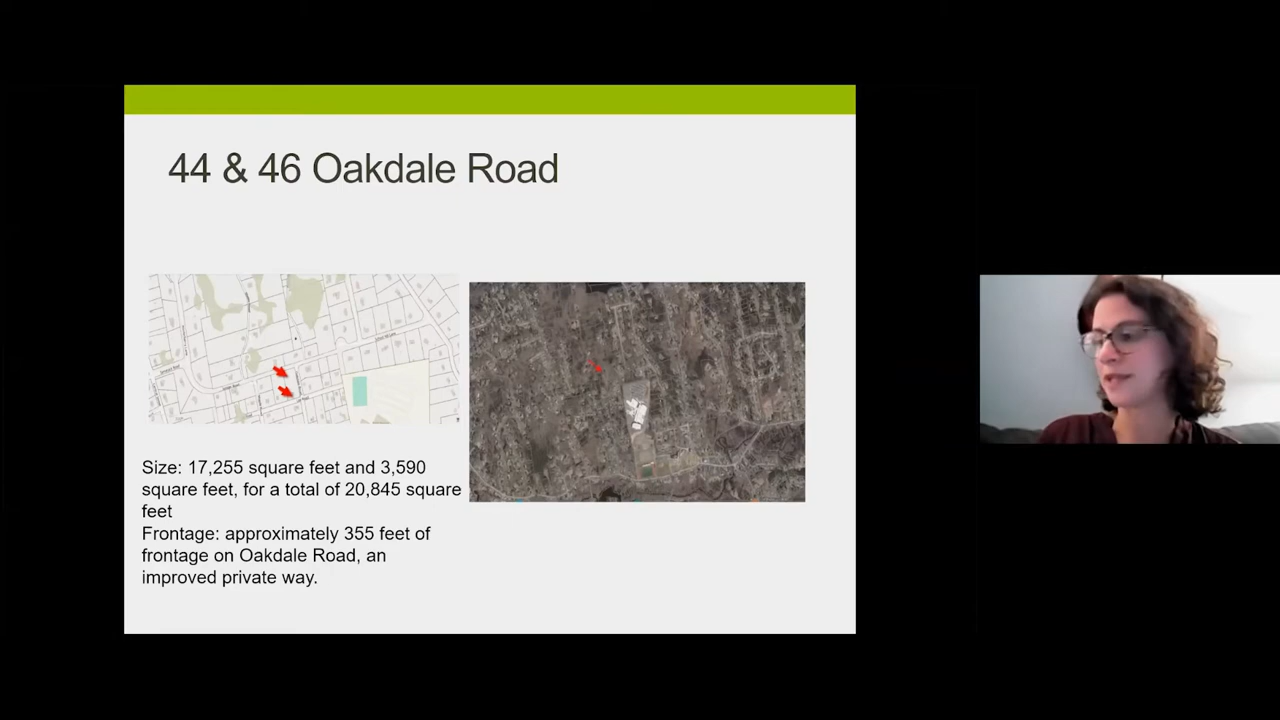 44 & 46 Oakdale Road
Size: 17,255 square feet and 3,590
square feet, for a total of 20,845 square
feet
Frontage: approximately 355 feet of
frontage on Oakdale Road, an
improved private way.